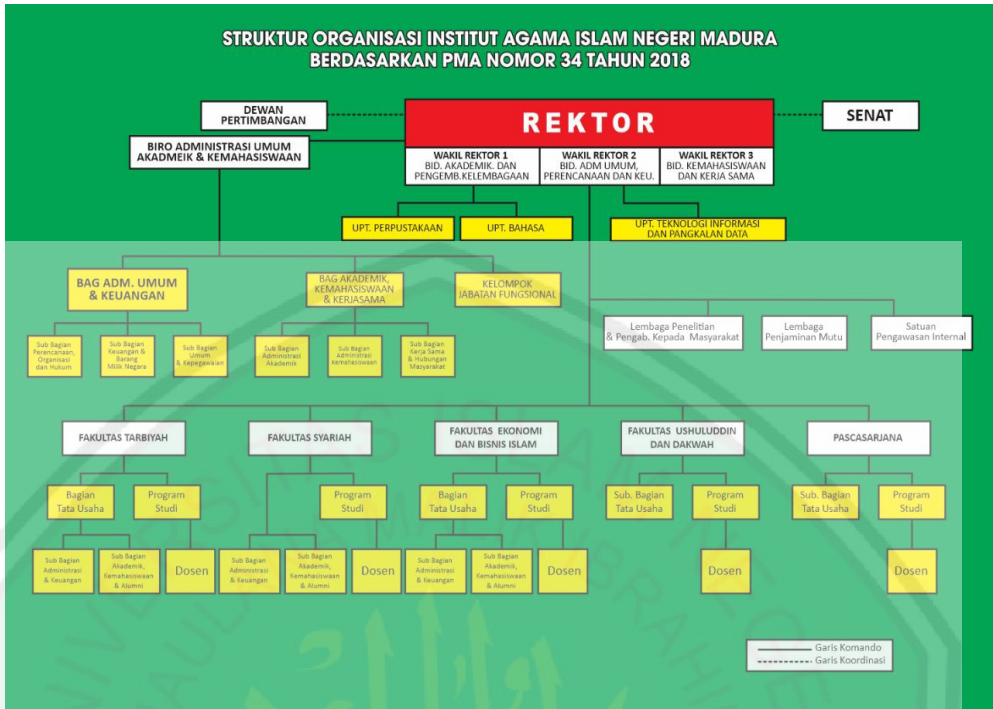 STRUKTUR ORGANISASI INSTITUT AGAMA ISLAM NEGERI MADURA
BERDASARKAN PMA NOMOR 34 TAHUN 2018
DEWAN
PERTIMBANGAN
REKTOR
SENAT
BIRO ADMINISTRASI UMUM
AKADMEIK & KEMAHASISWAAN
WAKIL REKTOR 1
BID. AKADEMIK. DAN
PENGEMB.KELEMBAGAAN
WAKIL REKTOR 2
BID. ADM UMUM,
PERENCANAAN DAN KEU.
WAKIL REKTOR 3
BID. KEMAHASISWAAN
DAN KERJA SAMA
UPT. PERPUSTAKAAN
UPT. BAHASA
UPT. TEKNOLOGI INFORMASI
DAN PANGKALAN DATA
BAG ADM. UMUM
& KEUANGAN
BAG AKADEMIK,
KEMAHASISWAAN
& KERJASAMA
KELOMPOK
JABATAN FUNGSIONAL
Sub Bagian
Perencanaan,
Organisasi
dan Hukum
Sub Bagian
Keuangan &
Barang
Milik Negara
Sub Bagian
Umum
& Kepegawaian
Sub Bagian
Administrasi
Akademik
Sub Bagian
Administrasi
Kemahasiswaan
Sub Bagian
Kerja Sama
& Hubungan
Masyarakat
Lembaga Penelitian
& Pengab. Kepada Masyarakat
Lembaga
Penjaminan Mutu
Satuan
Pengawasan Internal
FAKULTAS TARBIYAH
FAKULTAS SYARIAH
FAKULTAS EKONOMI
DAN BISNIS ISLAM
FAKULTAS USHULUDDIN
DAN DAKWAH
PASCASARJANA
Bagian
Tata Usaha
Program
Studi
Program
Studi
Bagian
Tata Usaha
Program
Studi
Sub. Bagian
Tata Usaha
Program
Studi
Sub. Bagian
Tata Usaha
Program
Studi
Sub Bagian
Administrasi
& Keuangan
Sub Bagian
Akademik,
Kemahasiswaan
& Alumni
Dosen
Sub Bagian
Administrasi
& Keuangan
Sub Bagian
Akademik,
Kemahasiswaan
& Alumni
Dosen
Sub Bagian
Administrasi
& Keuangan
Sub Bagian
Akademik,
Kemahasiswaan
& Alumni
Dosen
Dosen
Dosen
Garis Komando
Garis Koordinasi